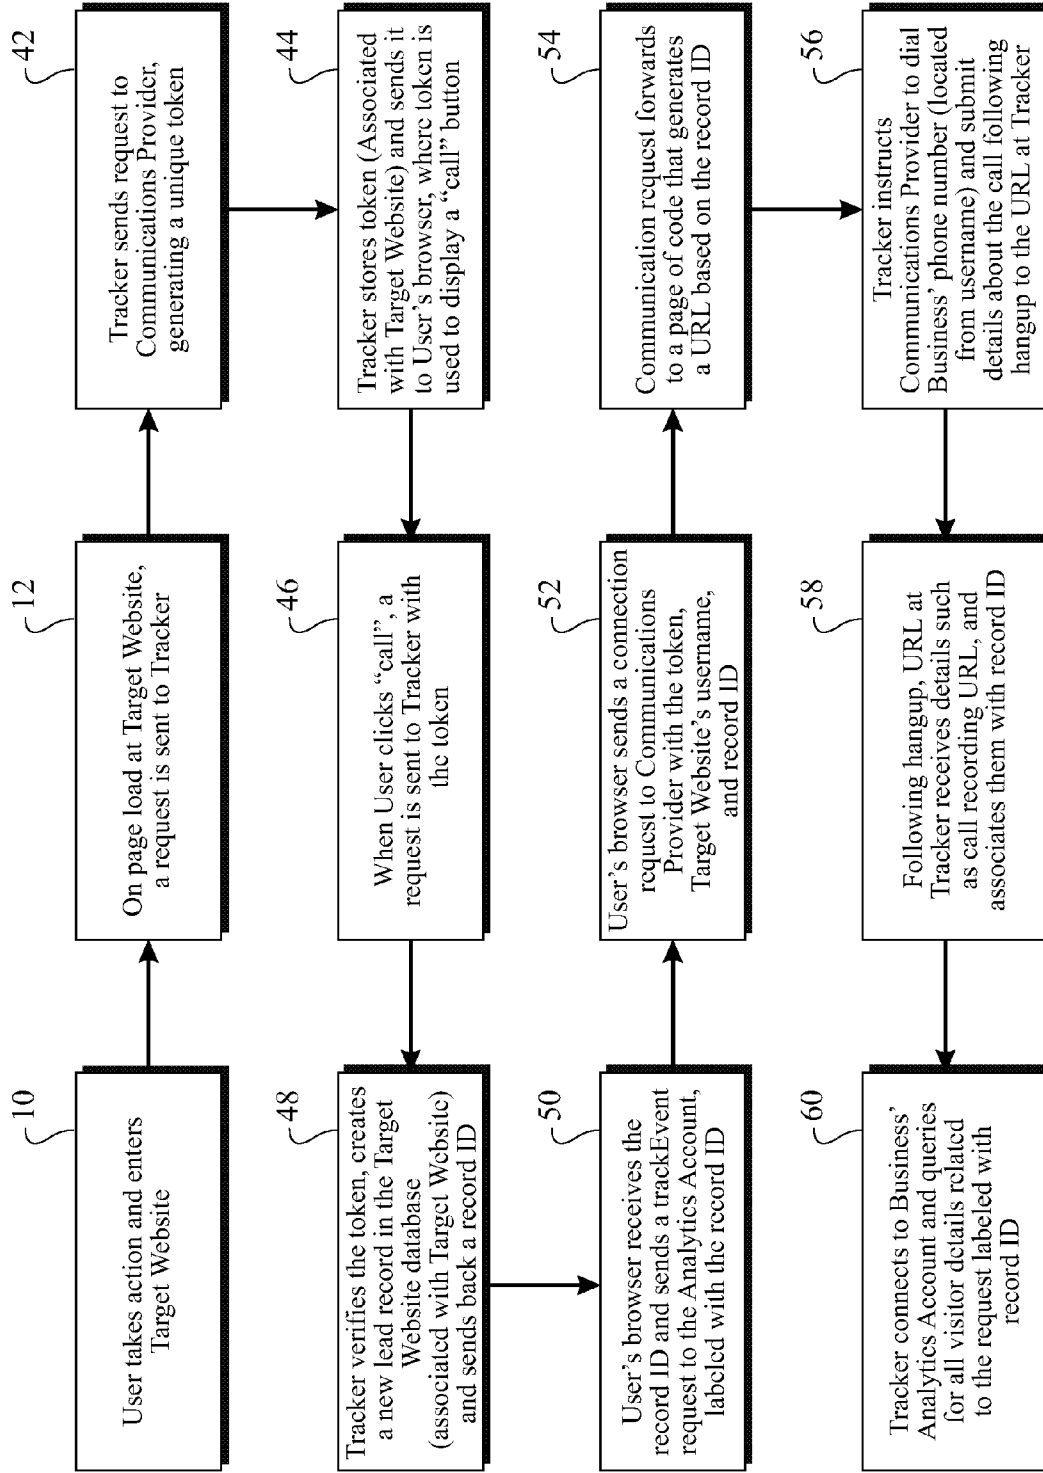 10
User takes action and enters
Target Website
12
On page load at Target Website,
a request is sent to Tracker
42
Tracker sends request to
Communications Provider,
generating a unique token
44
Tracker stores token (Associated
with Target Website) and sends it
to User's browser, where token is
used to display a “call” button
46
When User clicks “call”, a
request is sent to Tracker with
the token
48
Tracker verifies the token, creates
a new lead record in the Target
Website database
(associated with Target Website)
and sends back a record ID
50
User's browser receives the
record ID and sends a trackEvent
request to the Analytics Account,
labeled with the record ID
52
User's browser sends a connection
request to Communications
Provider with the token,
Target Website's username,
and record ID
54
Communication request forwards
to a page of code that generates
a URL based on the record ID
56
Tracker instructs
Communications Provider to dial
Business' phone number (located
from username) and submit
details about the call following
hangup to the URL at Tracker
58
Following hangup, URL at
Tracker receives details such
as call recording URL, and
associates them with record ID
60
Tracker connects to Business'
Analytics Account and queries
for all visitor details related
to the request labeled with
record ID